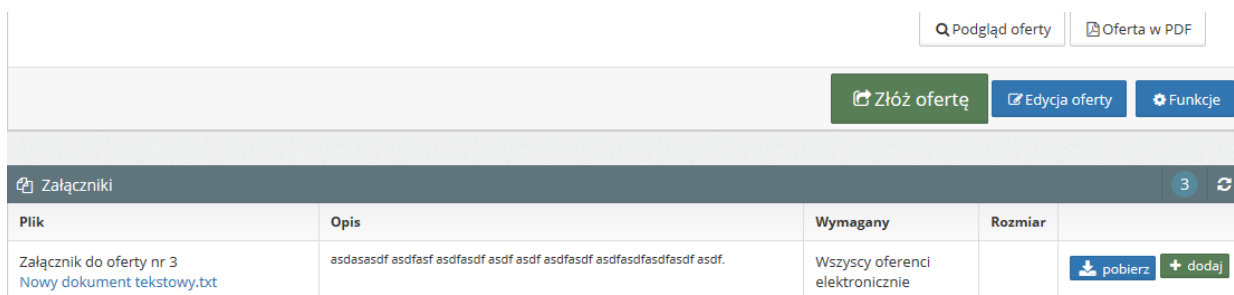 Podgląd oferty Oferta w PDF
Złóż ofertę Edycja oferty Funkcje
Załączniki 3
Plik Opis Wymagany Rozmiar
Załącznik do oferty nr 3 asdasasdf asdfasf asdfasdf asdf asdf asdfasdf asdfasdfasdfasdf asdf. Wszyscy oferenci
Nowy dokument tekstowy.txt elektronicznie pobierz dodaj